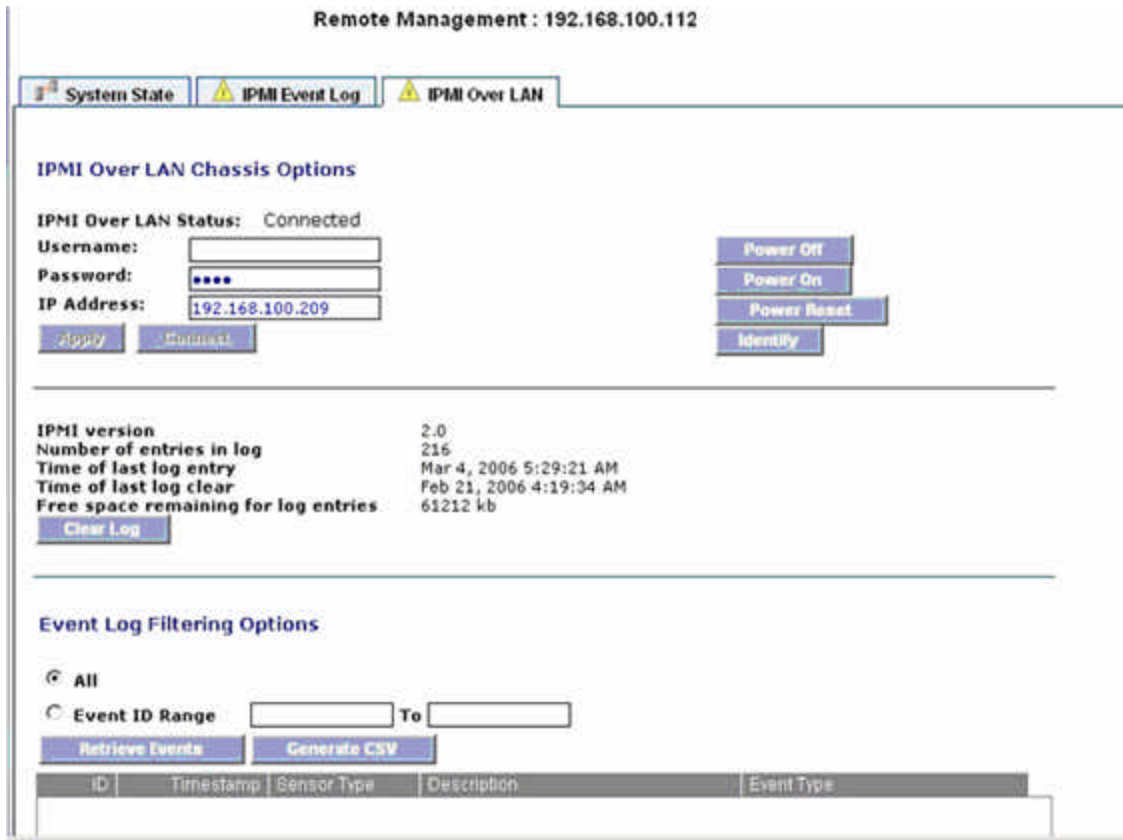 Remote Management : 192.168.100.112
System State
IPMI Event Log
IPMI Over LAN
IPMI Over LAN Chassis Options
IPMI Over LAN Status: Connected
Username:
Power Off
Password: ••••
Power On
IP Address: 192.168.100.209
Power Reset
Apply Connect
Identify
IPMI version 2.0
Number of entries in log 216
Time of last log entry Mar 4, 2006 5:29:21 AM
Time of last log clear Feb 21, 2006 4:19:34 AM
Free space remaining for log entries 61212 kb
Clear Log
Event Log Filtering Options
All
Event ID Range To
Retrieve Events Generate CSV
ID Timestamp Sensor Type Description Event Type